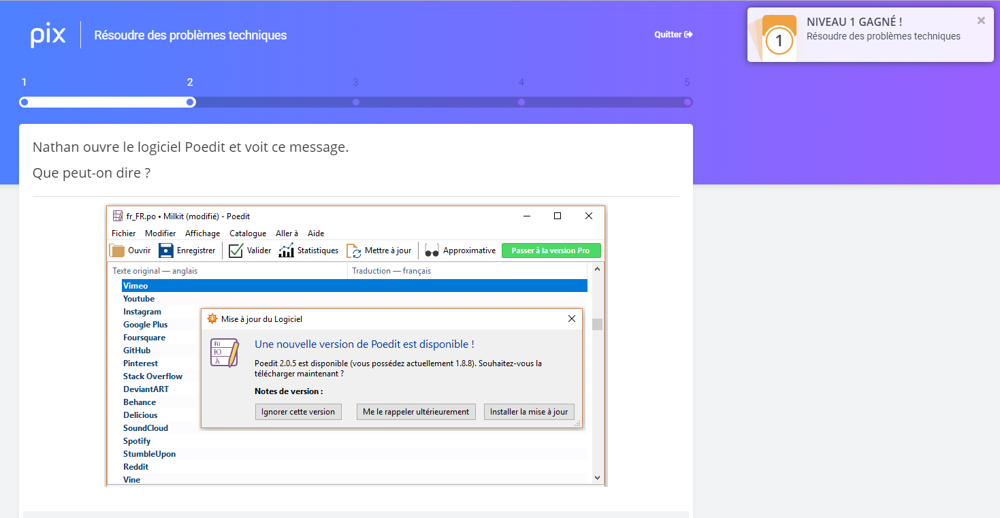 pix
Résoudre des problèmes techniques
Quitter
NIVEAU 1 GAGNÉ !
1
Résoudre des problèmes techniques
1 2 3 4 5
Nathan ouvre le logiciel Poedit et voit ce message.
Que peut-on dire ?
fr_FR.po • Milkit (modifié) - Poedit
Fichier Modifier Affichage Catalogue Aller à Aide
Ouvrir Enregistrer Valider Statistiques Mettre à jour Approximative Passer à la version Pro
Texte original — anglais Traduction — français
Vimeo
Youtube
Instagram
Google Plus
Foursquare
GitHub
Pinterest
Stack Overflow
DeviantART
Behance
Delicious
SoundCloud
Spotify
StumbleUpon
Reddit
Vine
Mise à jour du Logiciel
Une nouvelle version de Poedit est disponible !
Poedit 2.0.5 est disponible (vous possédez actuellement 1.8.8). Souhaitez-vous la
télécharger maintenant ?
Notes de version :
Ignorer cette version Me le rappeler ultérieurement Installer la mise à jour